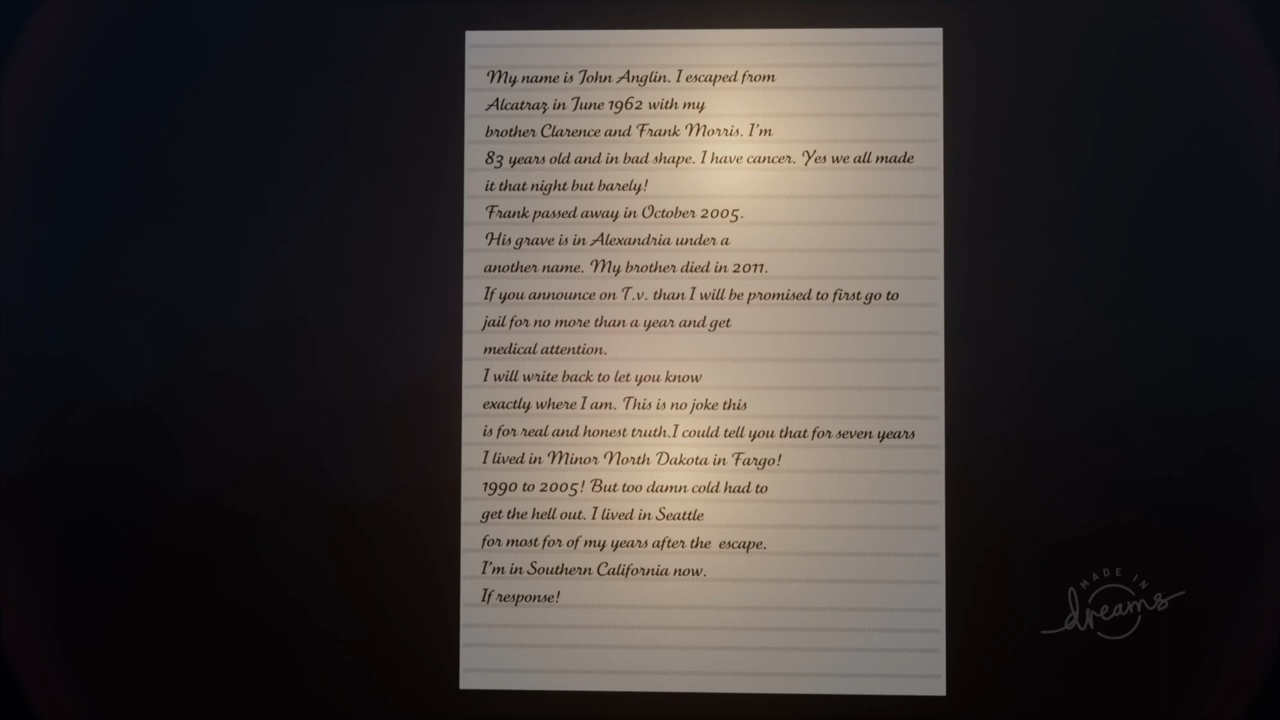 My name is John Anglin. I escaped from
Alcatraz in June 1962 with my
brother Clarence and Frank Morris. I'm
83 years old and in bad shape. I have cancer. Yes we all made
it that night but barely!
Frank passed away in October 2005.
His grave is in Alexandria under a
another name. My brother died in 2011.
If you announce on T.v. than I will be promised to first go to
jail for no more than a year and get
medical attention.
I will write back to let you know
exactly where I am. This is no joke this
is for real and honest truth.I could tell you that for seven years
I lived in Minor North Dakota in Fargo!
1990 to 2005! But too damn cold had to
get the hell out. I lived in Seattle
for most for of my years after the  escape.
I'm in Southern California now.
If response!
MADE IN
dreams